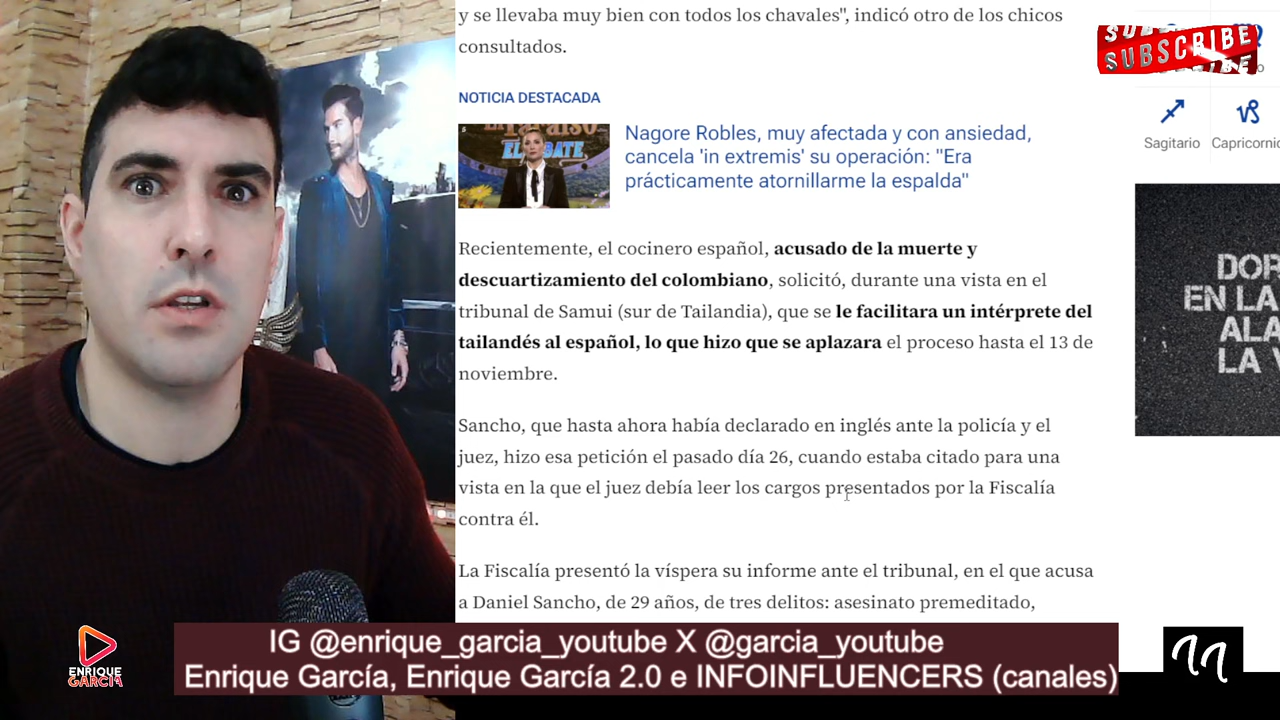 y se llevaba muy bien con todos los chavales", indicó otro de los chicos
consultados.
SUBSCRIBE
NOTICIA DESTACADA
Nagore Robles, muy afectada y con ansiedad,
cancela 'in extremis' su operación: "Era
prácticamente atornillarme la espalda"
EL DEBATE
Sagitario
Capricornio
Recientemente, el cocinero español, acusado de la muerte y
descuartizamiento del colombiano, solicitó, durante una vista en el
tribunal de Samui (sur de Tailandia), que se le facilitara un intérprete del
tailandés al español, lo que hizo que se aplazara el proceso hasta el 13 de
noviembre.
DOR
EN LA
ALA
LA V
Sancho, que hasta ahora había declarado en inglés ante la policía y el
juez, hizo esa petición el pasado día 26, cuando estaba citado para una
vista en la que el juez debía leer los cargos presentados por la Fiscalía
contra él.
La Fiscalía presentó la víspera su informe ante el tribunal, en el que acusa
a Daniel Sancho, de 29 años, de tres delitos: asesinato premeditado,
IG @enrique_garcia_youtube X @garcia_youtube
Enrique García, Enrique García 2.0 e INFOINFLUENCERS (canales)
ENRIQUE
GARCÍA